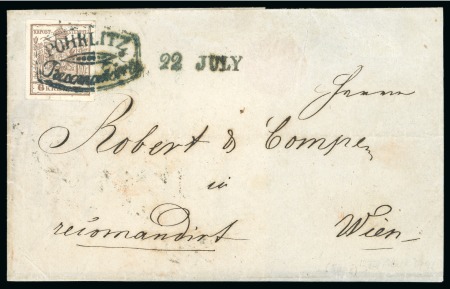 POHRLITZ
Recomandirt
22 JULY
Herrn
Robert & Compe.
in
recomandirt Wien